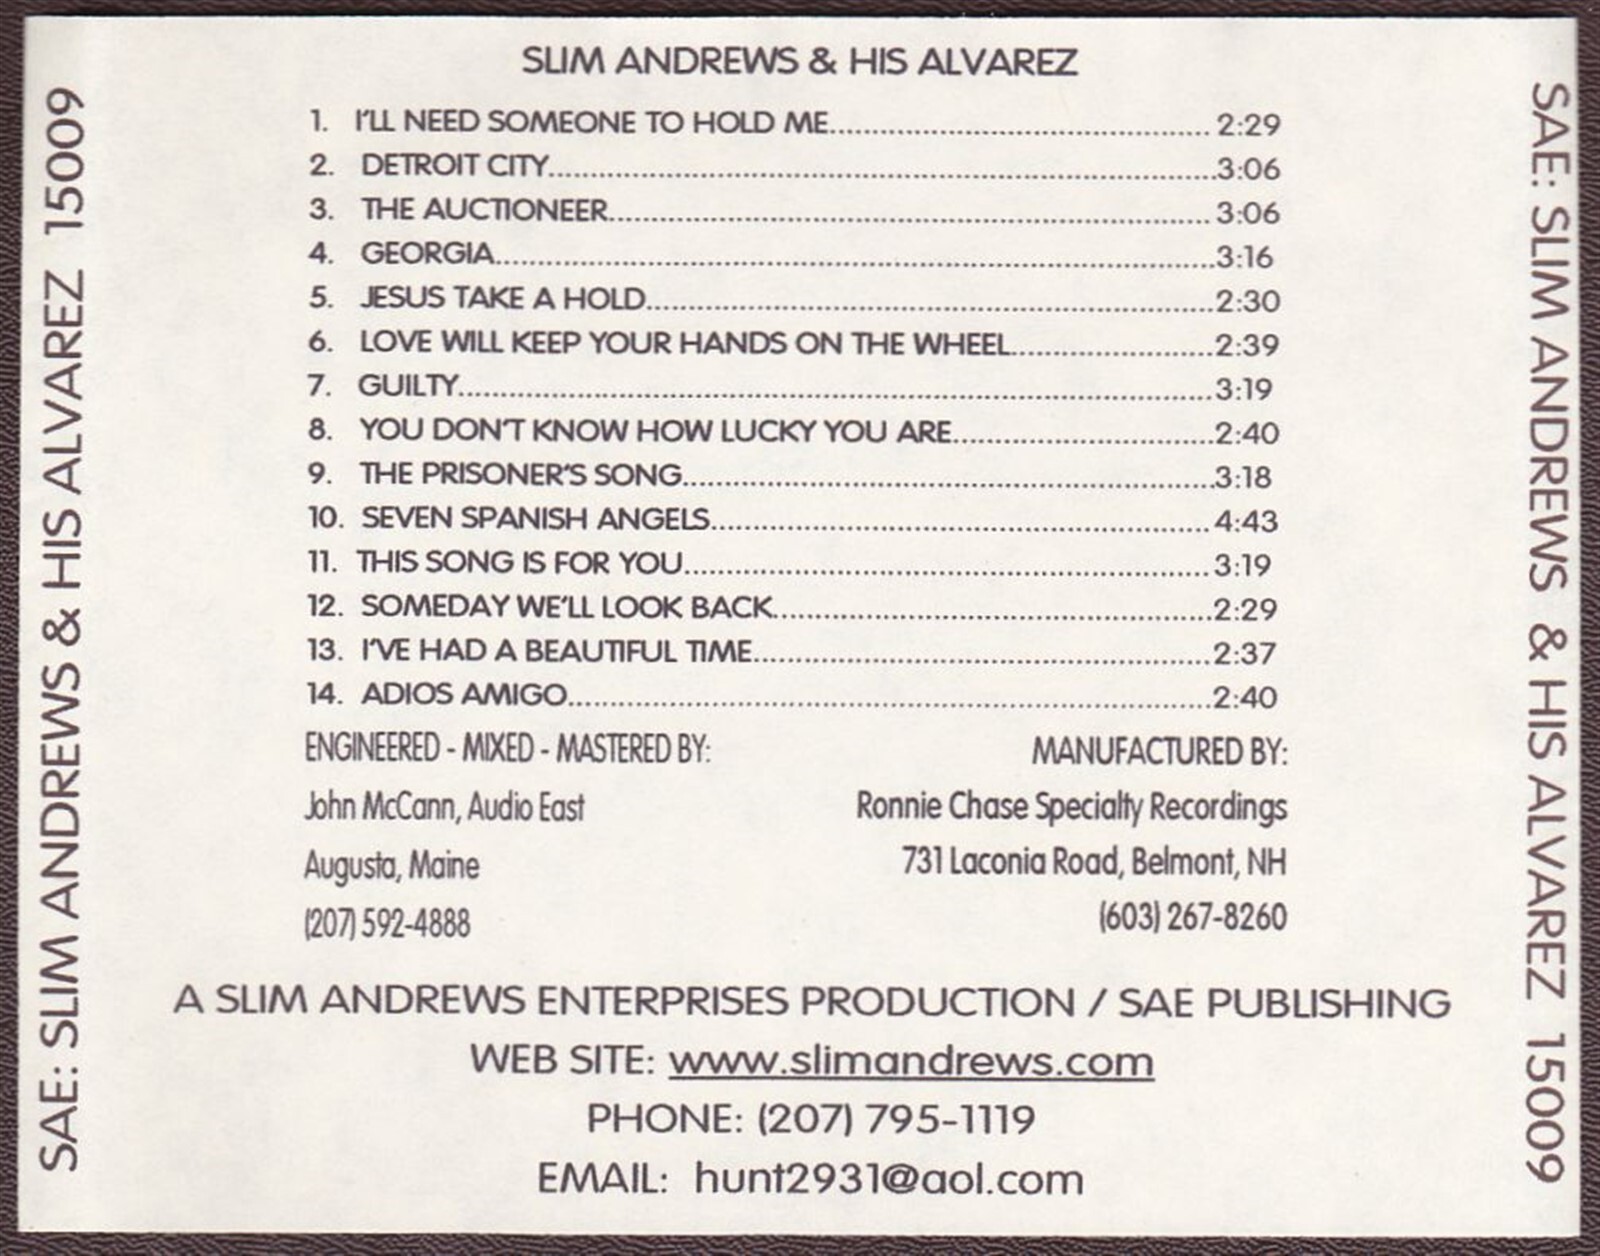 SLIM ANDREWS & HIS ALVAREZ
1. I'LL NEED SOMEONE TO HOLD ME 2:29
2. DETROIT CITY 3:06
3. THE AUCTIONEER 3:06
4. GEORGIA 3:16
5. JESUS TAKE A HOLD 2:30
6. LOVE WILL KEEP YOUR HANDS ON THE WHEEL 2:39
7. GUILTY 3:19
8. YOU DON'T KNOW HOW LUCKY YOU ARE 2:40
9. THE PRISONER'S SONG 3:18
10. SEVEN SPANISH ANGELS 4:43
11. THIS SONG IS FOR YOU 3:19
12. SOMEDAY WE'LL LOOK BACK 2:29
13. I'VE HAD A BEAUTIFUL TIME 2:37
14. ADIOS AMIGO 2:40
ENGINEERED - MIXED - MASTERED BY:
John McCann, Audio East
Augusta, Maine
(207) 592-4888
MANUFACTURED BY:
Ronnie Chase Specialty Recordings
731 Laconia Road, Belmont, NH
(603) 267-8260
A SLIM ANDREWS ENTERPRISES PRODUCTION / SAE PUBLISHING
WEB SITE: www.slimandrews.com
PHONE: (207) 795-1119
EMAIL: hunt2931@aol.com
SAE: SLIM ANDREWS & HIS ALVAREZ 15009
SAE: SLIM ANDREWS & HIS ALVAREZ 15009